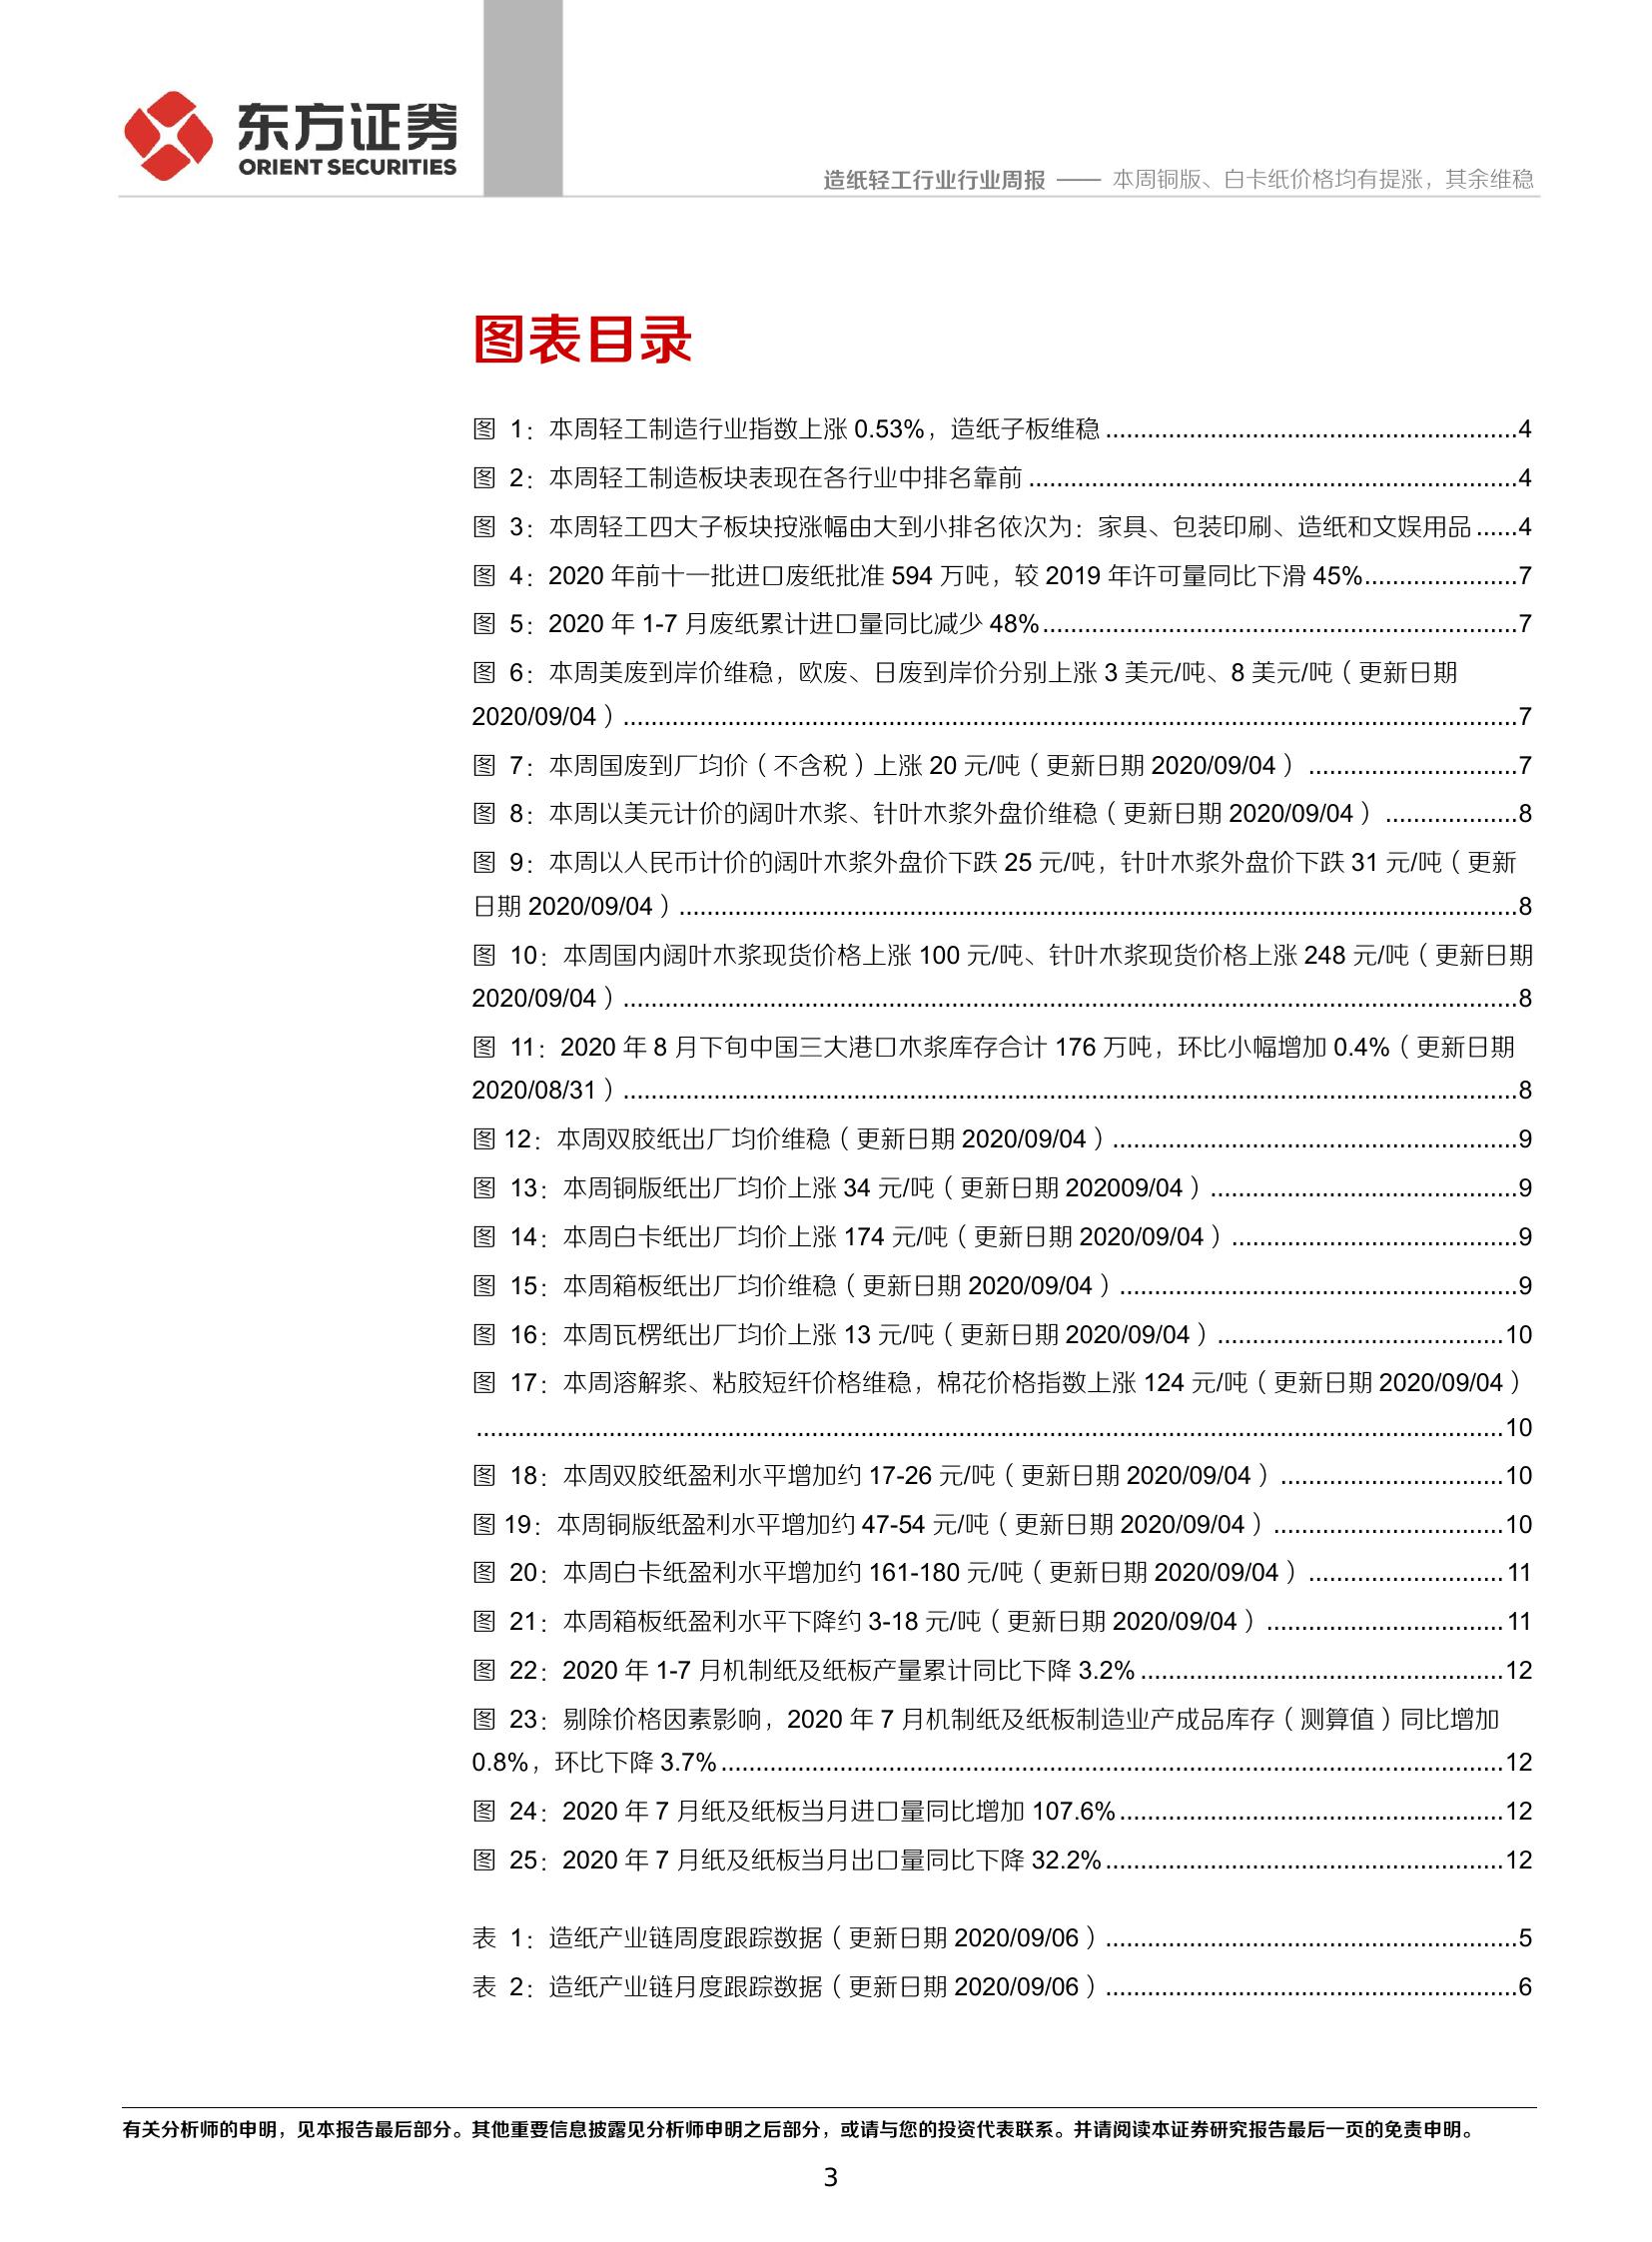 东方证券
ORIENT SECURITIES
造纸轻工行业行业周报 —— 本周铜版、白卡纸价格均有提涨，其余维稳
图表目录
图 1：本周轻工制造行业指数上涨 0.53%，造纸子板维稳............................................................4
图 2：本周轻工制造板块表现在各行业中排名靠前......................................................................4
图 3：本周轻工四大子板块按涨幅由大到小排名依次为：家具、包装印刷、造纸和文娱用品......4
图 4：2020 年前十一批进口废纸批准 594 万吨，较 2019 年许可量同比下滑 45%......................7
图 5：2020 年 1-7 月废纸累计进口量同比减少 48%....................................................................7
图 6：本周美废到岸价维稳，欧废、日废到岸价分别上涨 3 美元/吨、8 美元/吨（更新日期
2020/09/04）................................................................................................................................7
图 7：本周国废到厂均价（不含税）上涨 20 元/吨（更新日期 2020/09/04）..............................7
图 8：本周以美元计价的阔叶木浆、针叶木浆外盘价维稳（更新日期 2020/09/04）...................8
图 9：本周以人民币计价的阔叶木浆外盘价下跌 25 元/吨，针叶木浆外盘价下跌 31 元/吨（更新
日期 2020/09/04）........................................................................................................................8
图 10：本周国内阔叶木浆现货价格上涨 100 元/吨、针叶木浆现货价格上涨 248 元/吨（更新日期
2020/09/04）................................................................................................................................8
图 11：2020 年 8 月下旬中国三大港口木浆库存合计 176 万吨，环比小幅增加 0.4%（更新日期
2020/08/31）................................................................................................................................8
图 12：本周双胶纸出厂均价维稳（更新日期 2020/09/04）..........................................................9
图 13：本周铜版纸出厂均价上涨 34 元/吨（更新日期 202009/04）............................................9
图 14：本周白卡纸出厂均价上涨 174 元/吨（更新日期 2020/09/04）.........................................9
图 15：本周箱板纸出厂均价维稳（更新日期 2020/09/04）.........................................................9
图 16：本周瓦楞纸出厂均价上涨 13 元/吨（更新日期 2020/09/04）.........................................10
图 17：本周溶解浆、粘胶短纤价格维稳，棉花价格指数上涨 124 元/吨（更新日期 2020/09/04）
....................................................................................................................................................10
图 18：本周双胶纸盈利水平增加约 17-26 元/吨（更新日期 2020/09/04）................................10
图 19：本周铜版纸盈利水平增加约 47-54 元/吨（更新日期 2020/09/04）.................................10
图 20：本周白卡纸盈利水平增加约 161-180 元/吨（更新日期 2020/09/04）............................11
图 21：本周箱板纸盈利水平下降约 3-18 元/吨（更新日期 2020/09/04）..................................11
图 22：2020 年 1-7 月机制纸及纸板产量累计同比下降 3.2%....................................................12
图 23：剔除价格因素影响，2020 年 7 月机制纸及纸板制造业产成品库存（测算值）同比增加
0.8%，环比下降 3.7%................................................................................................................12
图 24：2020 年 7 月纸及纸板当月进口量同比增加 107.6%.......................................................12
图 25：2020 年 7 月纸及纸板当月出口量同比下降 32.2%.........................................................12
表 1：造纸产业链周度跟踪数据（更新日期 2020/09/06）...........................................................5
表 2：造纸产业链月度跟踪数据（更新日期 2020/09/06）...........................................................6
有关分析师的申明，见本报告最后部分。其他重要信息披露见分析师申明之后部分，或请与您的投资代表联系。并请阅读本证券研究报告最后一页的免责申明。
3